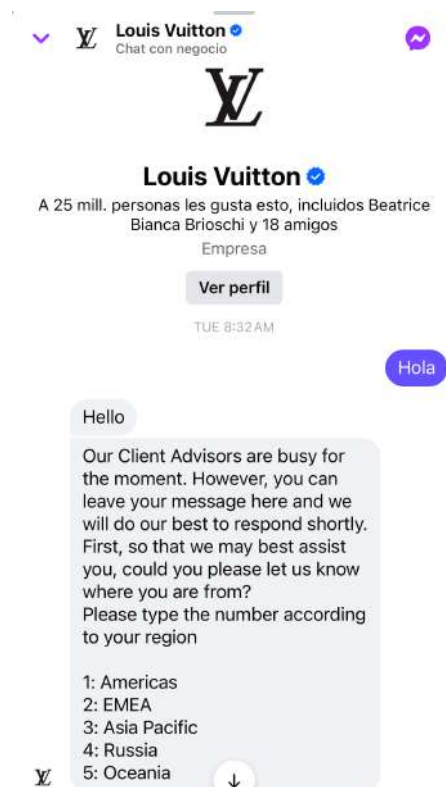 Louis Vuitton
Chat con negocio
LV
Louis Vuitton
A 25 mill. personas les gusta esto, incluidos Beatrice
Bianca Brioschi y 18 amigos
Empresa
Ver perfil
TUE 8:32 AM
Hola
Hello
Our Client Advisors are busy for
the moment. However, you can
leave your message here and we
will do our best to respond shortly.
First, so that we may best assist
you, could you please let us know
where you are from?
Please type the number according
to your region
1: Americas
2: EMEA
3: Asia Pacific
4: Russia
5: Oceania